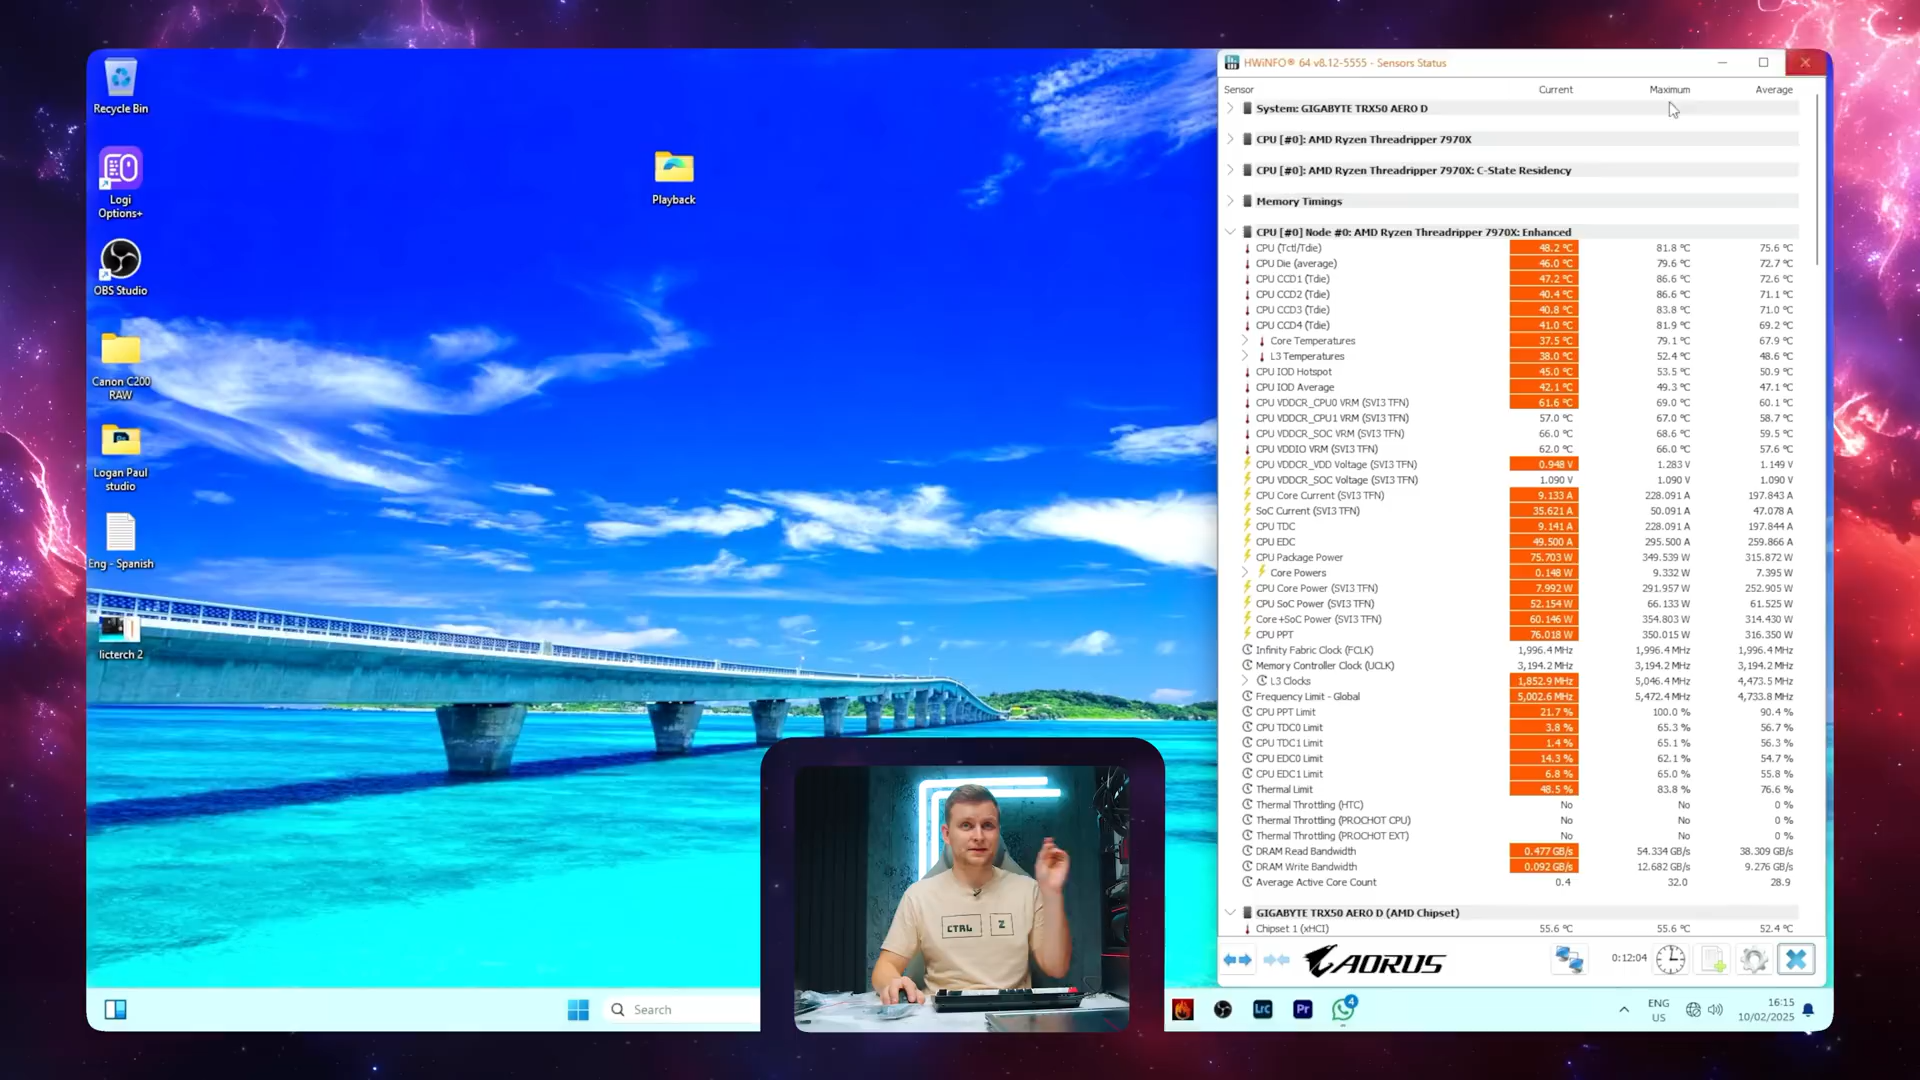 Recycle Bin
Logi
Options+
OBS Studio
Canon C200
RAW
Logan Paul
studio
Eng - Spanish
licterch 2
Playback
HWiNFO® 64 v8.12-5555 - Sensors Status
Sensor Current Maximum Average
System: GIGABYTE TRX50 AERO D
CPU [#0]: AMD Ryzen Threadripper 7970X
CPU [#0]: AMD Ryzen Threadripper 7970X: C-State Residency
Memory Timings
CPU [#0] Node #0: AMD Ryzen Threadripper 7970X: Enhanced
CPU (Tctl/Tdie) 48.2 °C 81.8 °C 75.6 °C
CPU Die (average) 46.0 °C 79.6 °C 72.7 °C
CPU CCD1 (Tdie) 47.2 °C 86.6 °C 72.6 °C
CPU CCD2 (Tdie) 40.4 °C 86.6 °C 71.1 °C
CPU CCD3 (Tdie) 40.8 °C 83.8 °C 71.0 °C
CPU CCD4 (Tdie) 41.0 °C 81.9 °C 69.2 °C
Core Temperatures 37.5 °C 79.1 °C 67.9 °C
L3 Temperatures 38.0 °C 52.4 °C 48.6 °C
CPU IOD Hotspot 45.0 °C 53.5 °C 50.9 °C
CPU IOD Average 42.1 °C 49.3 °C 47.1 °C
CPU VDDCR_CPU0 VRM (SVI3 TFN) 61.6 °C 69.0 °C 60.1 °C
CPU VDDCR_CPU1 VRM (SVI3 TFN) 57.0 °C 67.0 °C 58.7 °C
CPU VDDCR_SOC VRM (SVI3 TFN) 66.0 °C 68.6 °C 59.5 °C
CPU VDDIO VRM (SVI3 TFN) 62.0 °C 66.0 °C 57.6 °C
CPU VDDCR_VDD Voltage (SVI3 TFN) 0.948 V 1.283 V 1.149 V
CPU VDDCR_SOC Voltage (SVI3 TFN) 1.090 V 1.090 V 1.090 V
CPU Core Current (SVI3 TFN) 9.133 A 228.091 A 197.843 A
SoC Current (SVI3 TFN) 35.621 A 50.091 A 47.078 A
CPU TDC 9.141 A 228.091 A 197.844 A
CPU EDC 49.500 A 295.500 A 259.866 A
CPU Package Power 75.703 W 349.539 W 315.872 W
Core Powers 0.148 W 9.332 W 7.395 W
CPU Core Power (SVI3 TFN) 7.992 W 291.957 W 252.905 W
CPU SoC Power (SVI3 TFN) 52.154 W 66.133 W 61.525 W
Core+SoC Power (SVI3 TFN) 60.146 W 354.803 W 314.430 W
CPU PPT 76.018 W 350.015 W 316.350 W
Infinity Fabric Clock (FCLK) 1,996.4 MHz 1,996.4 MHz 1,996.4 MHz
Memory Controller Clock (UCLK) 3,194.2 MHz 3,194.2 MHz 3,194.2 MHz
L3 Clocks 1,852.9 MHz 5,046.4 MHz 4,473.5 MHz
Frequency Limit - Global 5,002.6 MHz 5,472.4 MHz 4,733.8 MHz
CPU PPT Limit 21.7 % 100.0 % 90.4 %
CPU TDC0 Limit 3.8 % 65.3 % 56.7 %
CPU TDC1 Limit 1.4 % 65.1 % 56.3 %
CPU EDC0 Limit 14.3 % 62.1 % 54.7 %
CPU EDC1 Limit 6.8 % 65.0 % 55.8 %
Thermal Limit 48.5 % 83.8 % 76.6 %
Thermal Throttling (HTC) No No 0 %
Thermal Throttling (PROCHOT CPU) No No 0 %
Thermal Throttling (PROCHOT EXT) No No 0 %
DRAM Read Bandwidth 0.477 GB/s 54.334 GB/s 38.309 GB/s
DRAM Write Bandwidth 0.092 GB/s 12.682 GB/s 9.276 GB/s
Average Active Core Count 0.4 32.0 28.9
GIGABYTE TRX50 AERO D (AMD Chipset)
Chipset 1 (xHCI) 55.6 °C 55.6 °C 52.4 °C
AORUS
0:12:04
CTRL Z
Search
LrC
Pr
4
ENG
US
16:15
10/02/2025